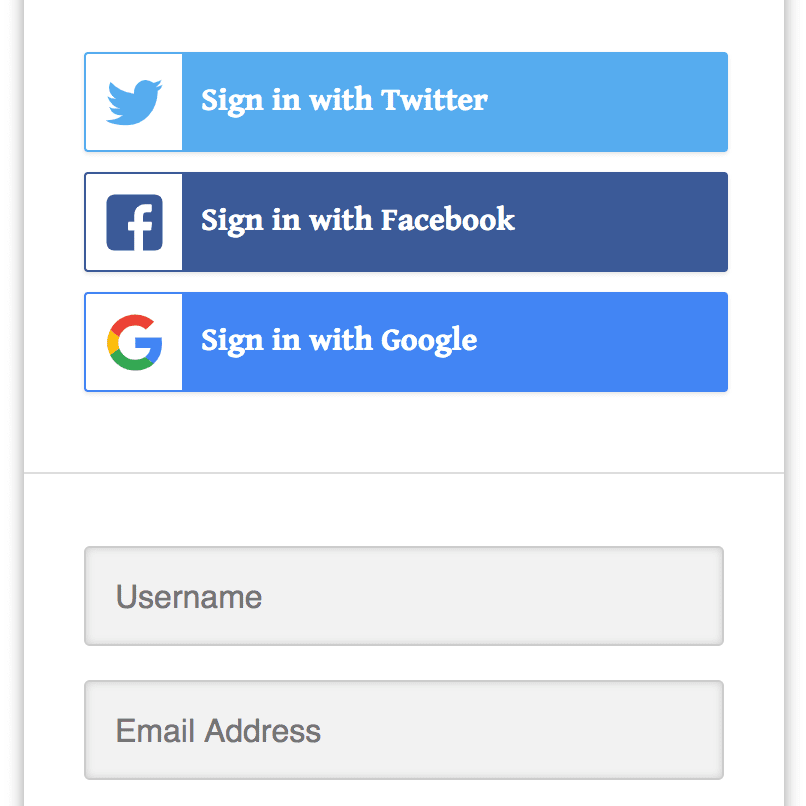 Sign in with Twitter
Sign in with Facebook
Sign in with Google
Username
Email Address